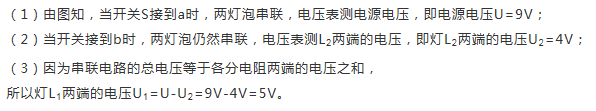 （1）由图知，当开关S接到a时，两灯泡串联，电压表测电源电压，即电源电压U=9V；
（2）当开关接到b时，两灯泡仍然串联，电压表测L₂两端的电压，即灯L₂两端的电压U₂=4V；
（3）因为串联电路的总电压等于各分电阻两端的电压之和，
所以灯L₁两端的电压U₁=U-U₂=9V-4V=5V。